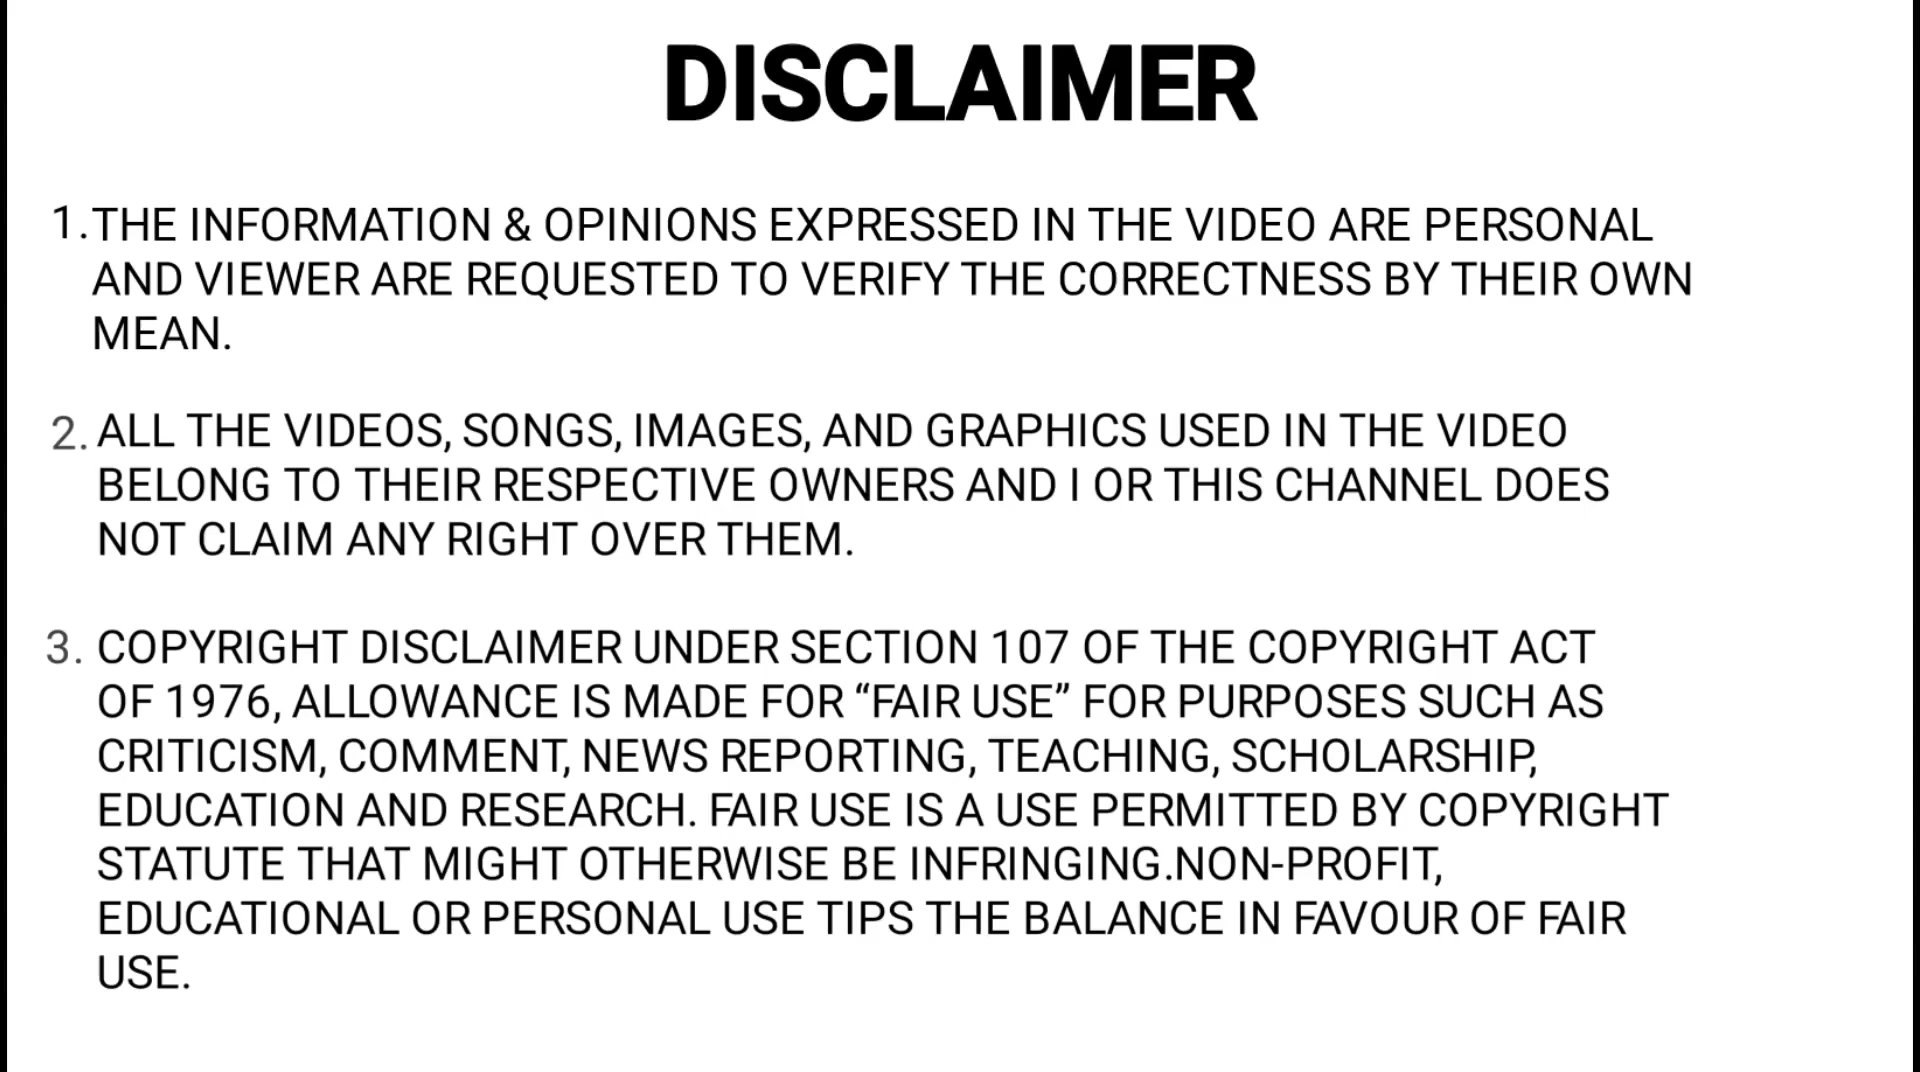 DISCLAIMER
1. THE INFORMATION & OPINIONS EXPRESSED IN THE VIDEO ARE PERSONAL
AND VIEWER ARE REQUESTED TO VERIFY THE CORRECTNESS BY THEIR OWN
MEAN.
2. ALL THE VIDEOS, SONGS, IMAGES, AND GRAPHICS USED IN THE VIDEO
BELONG TO THEIR RESPECTIVE OWNERS AND I OR THIS CHANNEL DOES
NOT CLAIM ANY RIGHT OVER THEM.
3. COPYRIGHT DISCLAIMER UNDER SECTION 107 OF THE COPYRIGHT ACT
OF 1976, ALLOWANCE IS MADE FOR “FAIR USE” FOR PURPOSES SUCH AS
CRITICISM, COMMENT, NEWS REPORTING, TEACHING, SCHOLARSHIP,
EDUCATION AND RESEARCH. FAIR USE IS A USE PERMITTED BY COPYRIGHT
STATUTE THAT MIGHT OTHERWISE BE INFRINGING.NON-PROFIT,
EDUCATIONAL OR PERSONAL USE TIPS THE BALANCE IN FAVOUR OF FAIR
USE.